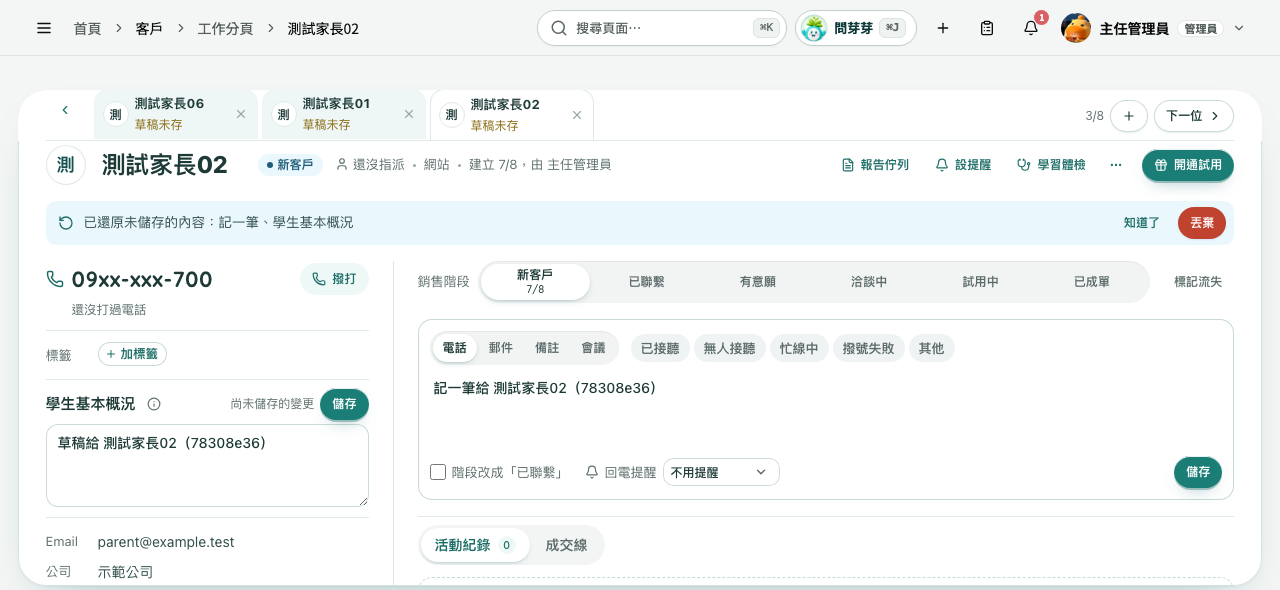 首頁 > 客戶 > 工作分頁 > 測試家長02
搜尋頁面… ⌘K
問芽芽 ⌘J
1
主任管理員 管理員
測 測試家長06
草稿未存
測 測試家長01
草稿未存
測 測試家長02
草稿未存
3/8
下一位
測 測試家長02
新客戶
還沒指派 • 網站 • 建立 7/8，由 主任管理員
報告佇列
設提醒
學習體檢
開通試用
已還原未儲存的內容：記一筆、學生基本概況
知道了
丟棄
09xx-xxx-700
撥打
還沒打過電話
標籤
+ 加標籤
學生基本概況
尚未儲存的變更
儲存
草稿給 測試家長02（78308e36）
Email parent@example.test
公司 示範公司
銷售階段
新客戶
7/8
已聯繫
有意願
洽談中
試用中
已成單
標記流失
電話 郵件 備註 會議
已接聽 無人接聽 忙線中 撥號失敗 其他
記一筆給 測試家長02（78308e36）
階段改成「已聯繫」
回電提醒
不用提醒
儲存
活動紀錄 0
成交線